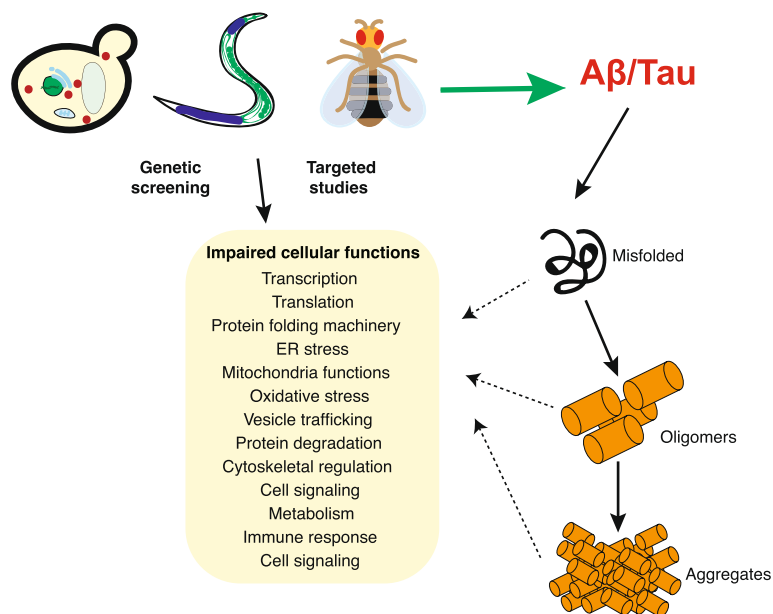 Aβ/Tau
Genetic
screening
Targeted
studies
Impaired cellular functions
Transcription
Translation
Protein folding machinery
ER stress
Mitochondria functions
Oxidative stress
Vesicle trafficking
Protein degradation
Cytoskeletal regulation
Cell signaling
Metabolism
Immune response
Cell signaling
Misfolded
Oligomers
Aggregates